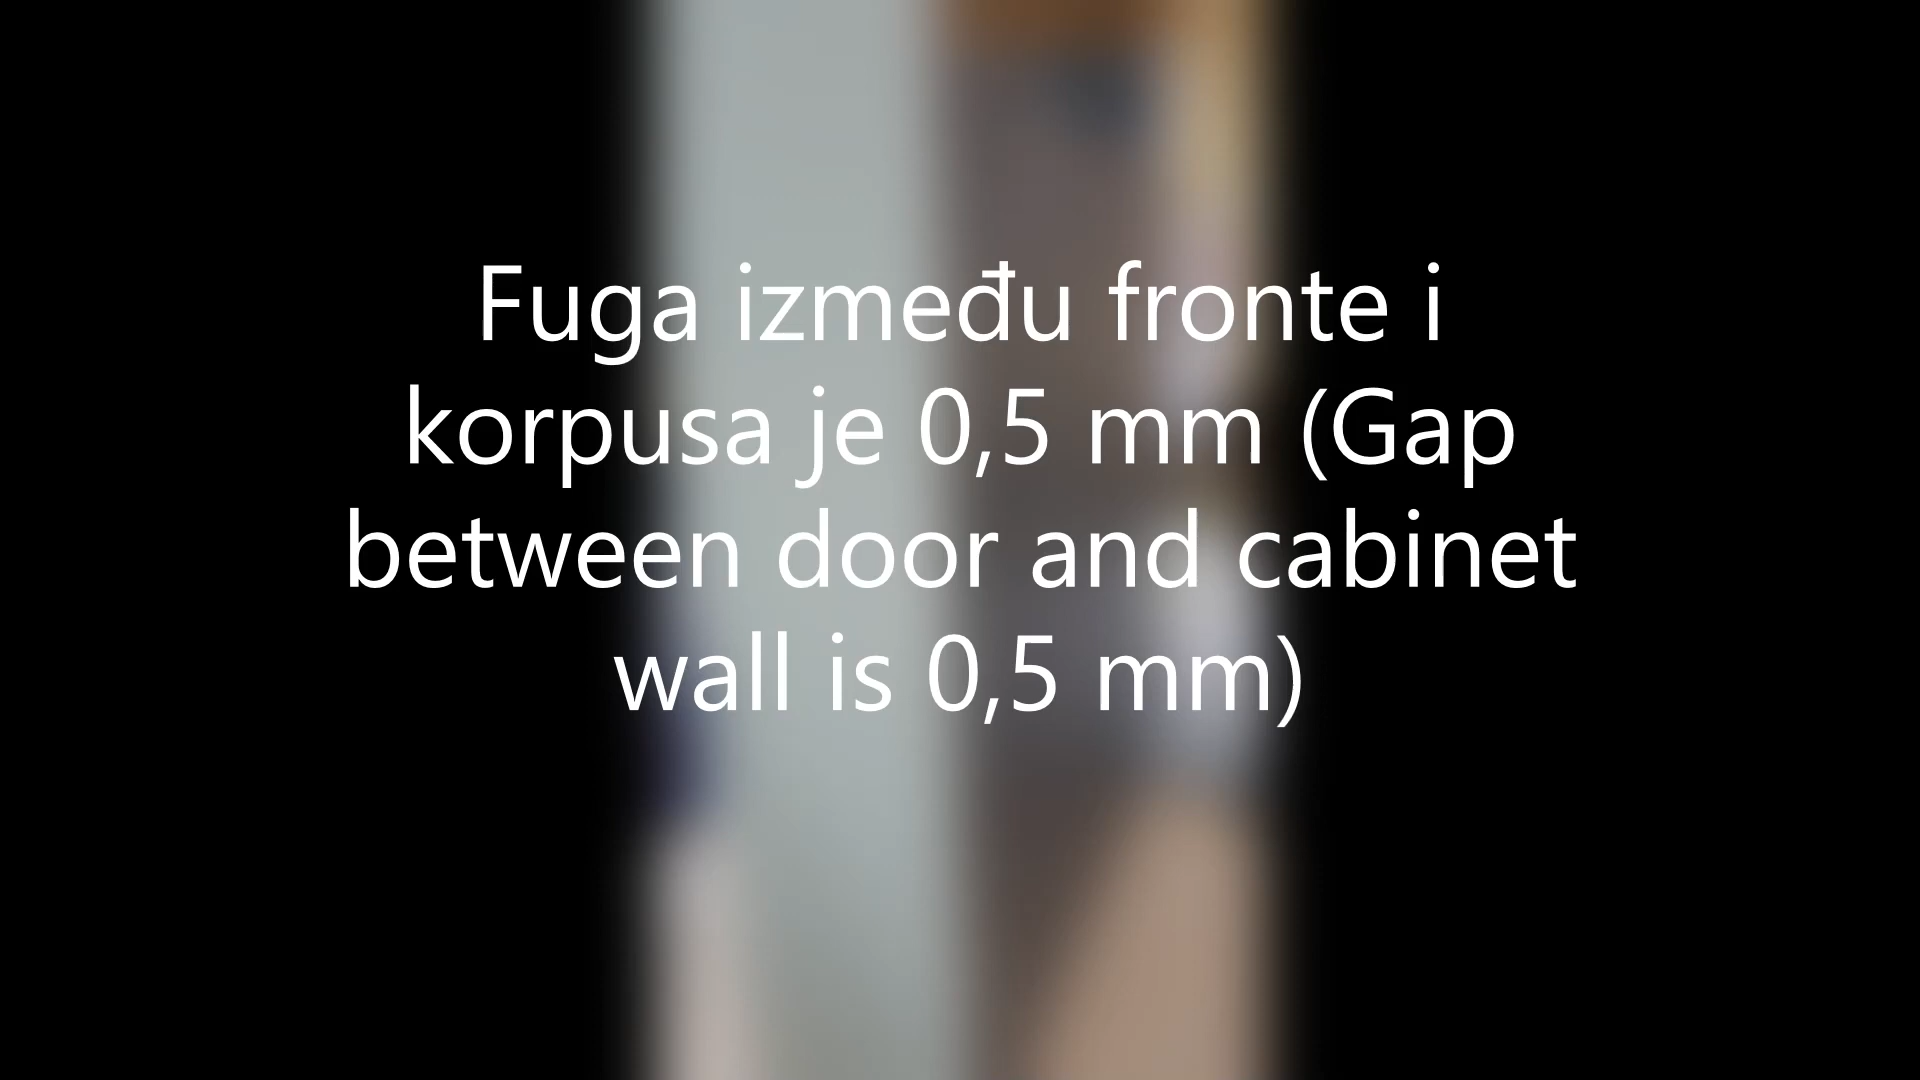 Fuga između fronte i
korpusa je 0,5 mm (Gap
between door and cabinet
wall is 0,5 mm)